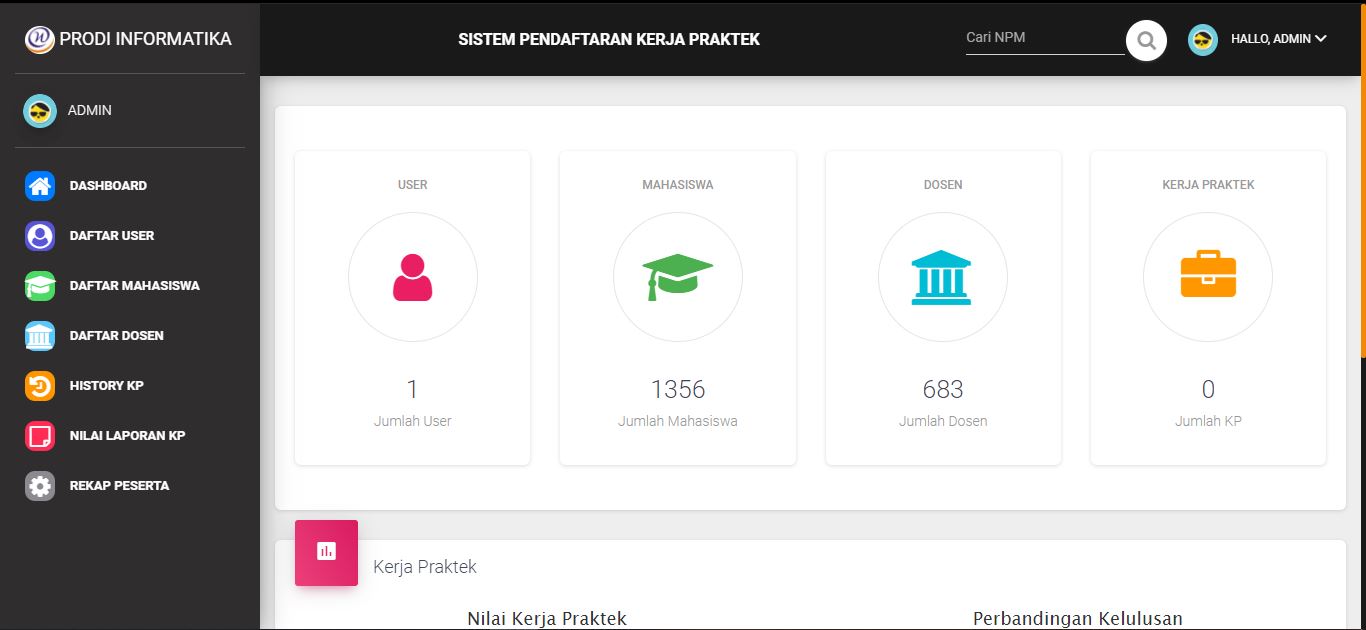 PRODI INFORMATIKA
ADMIN
DASHBOARD
DAFTAR USER
DAFTAR MAHASISWA
DAFTAR DOSEN
HISTORY KP
NILAI LAPORAN KP
REKAP PESERTA
SISTEM PENDAFTARAN KERJA PRAKTEK
Cari NPM
HALLO, ADMIN
USER
1
Jumlah User
MAHASISWA
1356
Jumlah Mahasiswa
DOSEN
683
Jumlah Dosen
KERJA PRAKTEK
0
Jumlah KP
Kerja Praktek
Nilai Kerja Praktek
Perbandingan Kelulusan